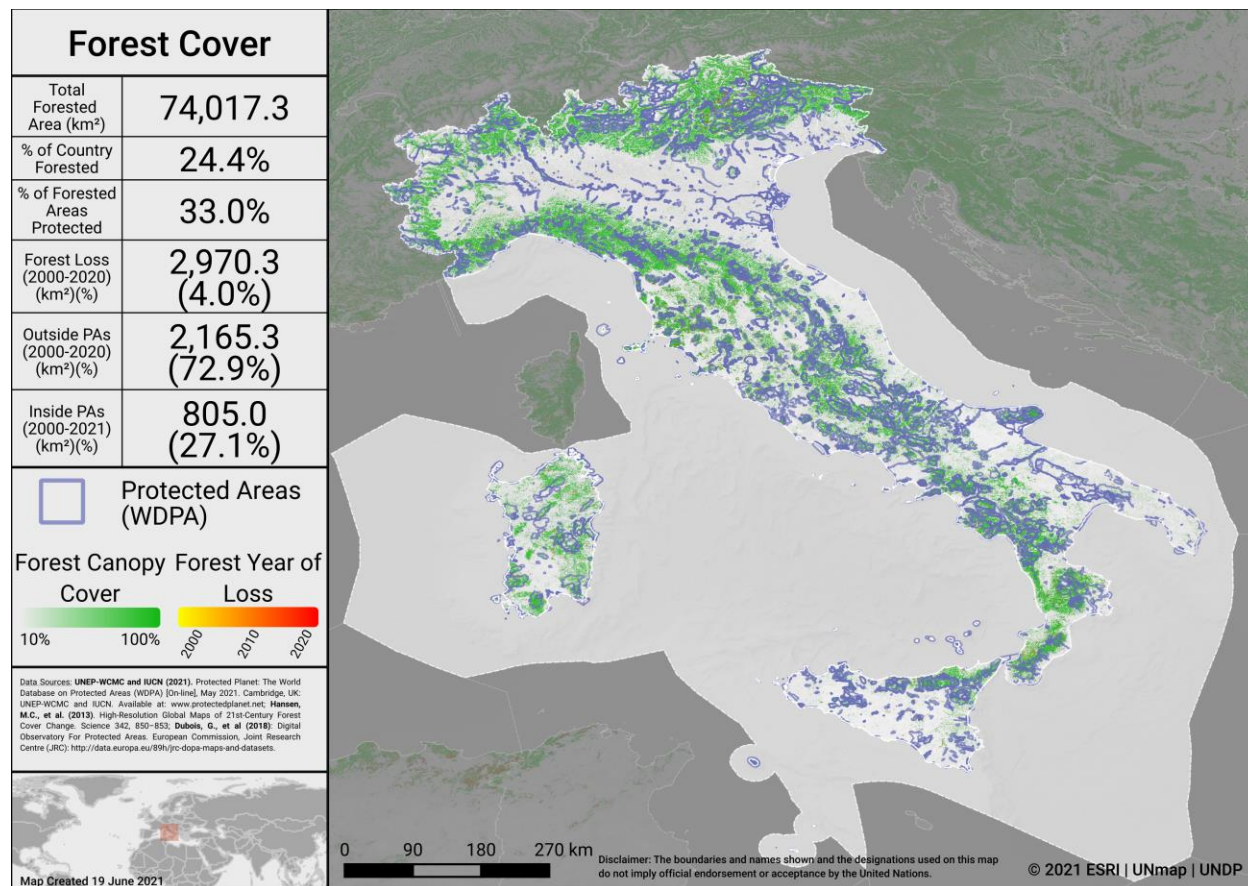 Forest Cover
Total
Forested
Area (km²)
74,017.3
% of Country
Forested
24.4%
% of Forested
Areas
Protected
33.0%
Forest Loss
(2000-2020)
(km²)(%)
2,970.3
(4.0%)
Outside PAs
(2000-2020)
(km²)(%)
2,165.3
(72.9%)
Inside PAs
(2000-2021)
(km²)(%)
805.0
(27.1%)
Protected Areas
(WDPA)
Forest Canopy
Cover
10% 100%
Forest Year of
Loss
2000 2010 2020
Data Sources: UNEP-WCMC and IUCN (2021). Protected Planet: The World
Database on Protected Areas (WDPA) [On-line], May 2021. Cambridge, UK:
UNEP-WCMC and IUCN. Available at: www.protectedplanet.net; Hansen,
M.C., et al. (2013). High-Resolution Global Maps of 21st-Century Forest
Cover Change. Science 342, 850–853; Dubois, G., et al (2018): Digital
Observatory For Protected Areas. European Commission, Joint Research
Centre (JRC): http://data.europa.eu/89h/jrc-dopa-maps-and-datasets.
Map Created 19 June 2021
0 90 180 270 km
Disclaimer: The boundaries and names shown and the designations used on this map
do not imply official endorsement or acceptance by the United Nations.
© 2021 ESRI | UNmap | UNDP